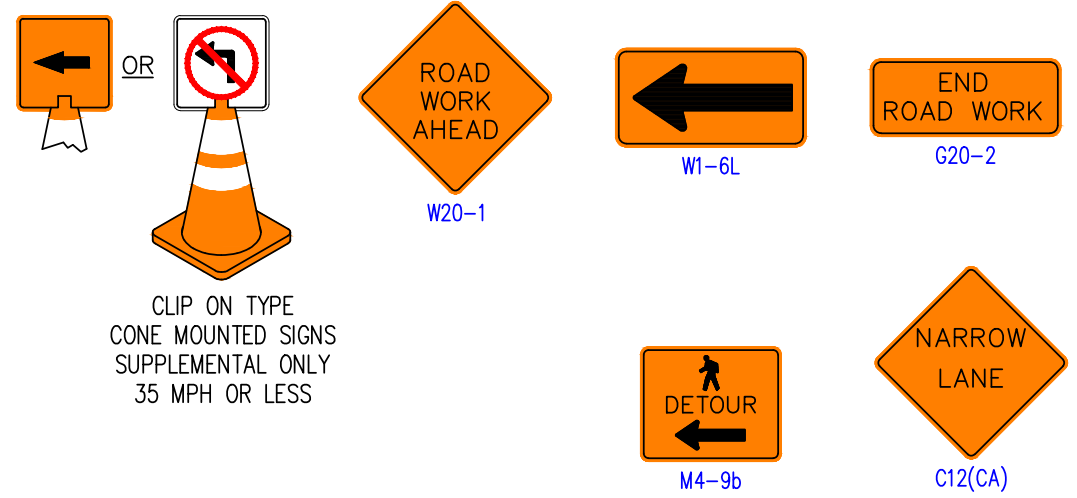 OR
CLIP ON TYPE
CONE MOUNTED SIGNS
SUPPLEMENTAL ONLY
35 MPH OR LESS
ROAD
WORK
AHEAD
W20-1
W1-6L
END
ROAD WORK
G20-2
DETOUR
M4-9b
NARROW
LANE
C12(CA)